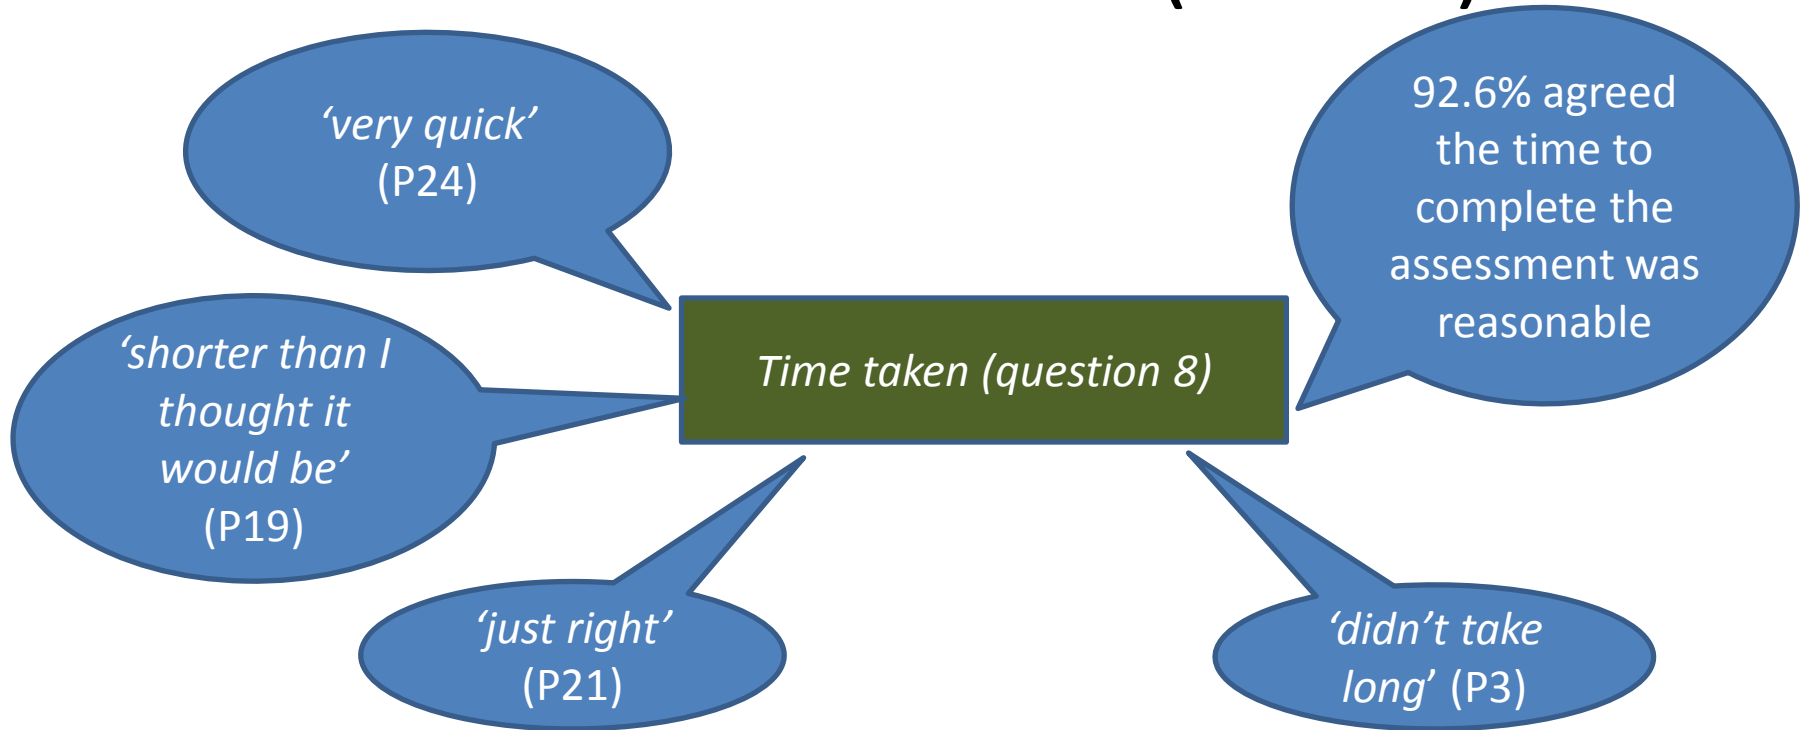 ‘very quick’
(P24)
92.6% agreed
the time to
complete the
assessment was
reasonable
‘shorter than I
thought it
would be’
(P19)
Time taken (question 8)
‘just right’
(P21)
‘didn't take
long’ (P3)